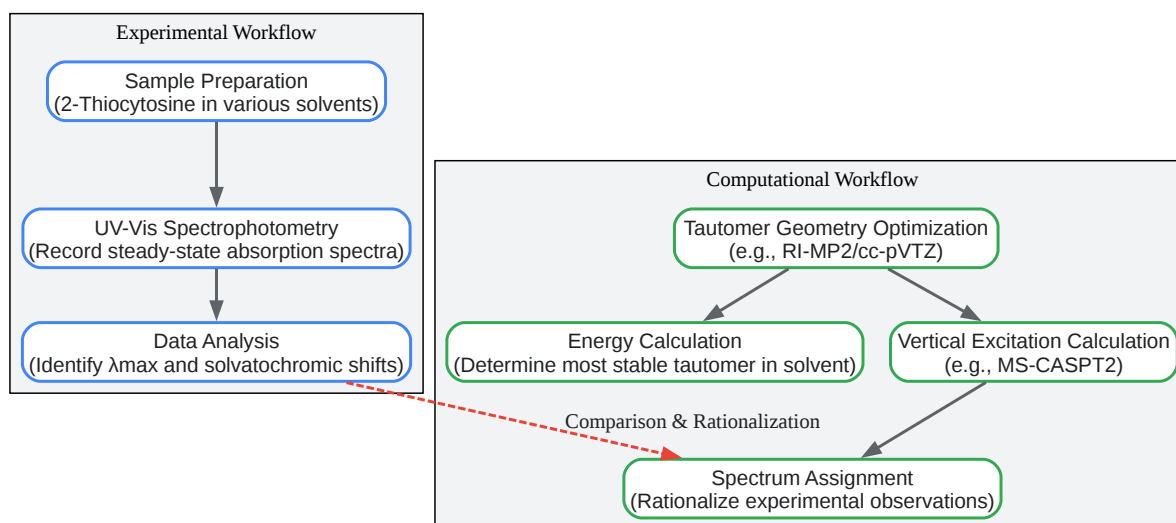 Experimental Workflow
Sample Preparation
(2-Thiocytosine in various solvents)
UV-Vis Spectrophotometry
(Record steady-state absorption spectra)
Data Analysis
(Identify λmax and solvatochromic shifts)
Computational Workflow
Tautomer Geometry Optimization
(e.g., RI-MP2/cc-pVTZ)
Energy Calculation
(Determine most stable tautomer in solvent)
Vertical Excitation Calculation
(e.g., MS-CASPT2)
Comparison & Rationalization
Spectrum Assignment
(Rationalize experimental observations)